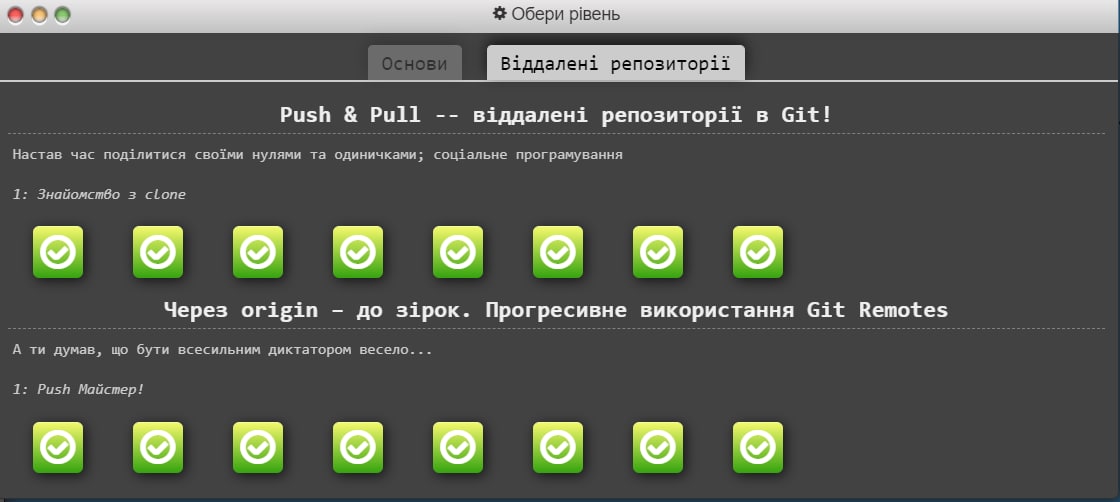 Обери рівень
Основи
Віддалені репозиторії
Push & Pull -- віддалені репозиторії в Git!
Настав час поділитися своїми нулями та одиничками; соціальне програмування
1: Знайомство з clone
Через origin – до зірок. Прогресивне використання Git Remotes
А ти думав, що бути всесильним диктатором весело...
1: Push Майстер!